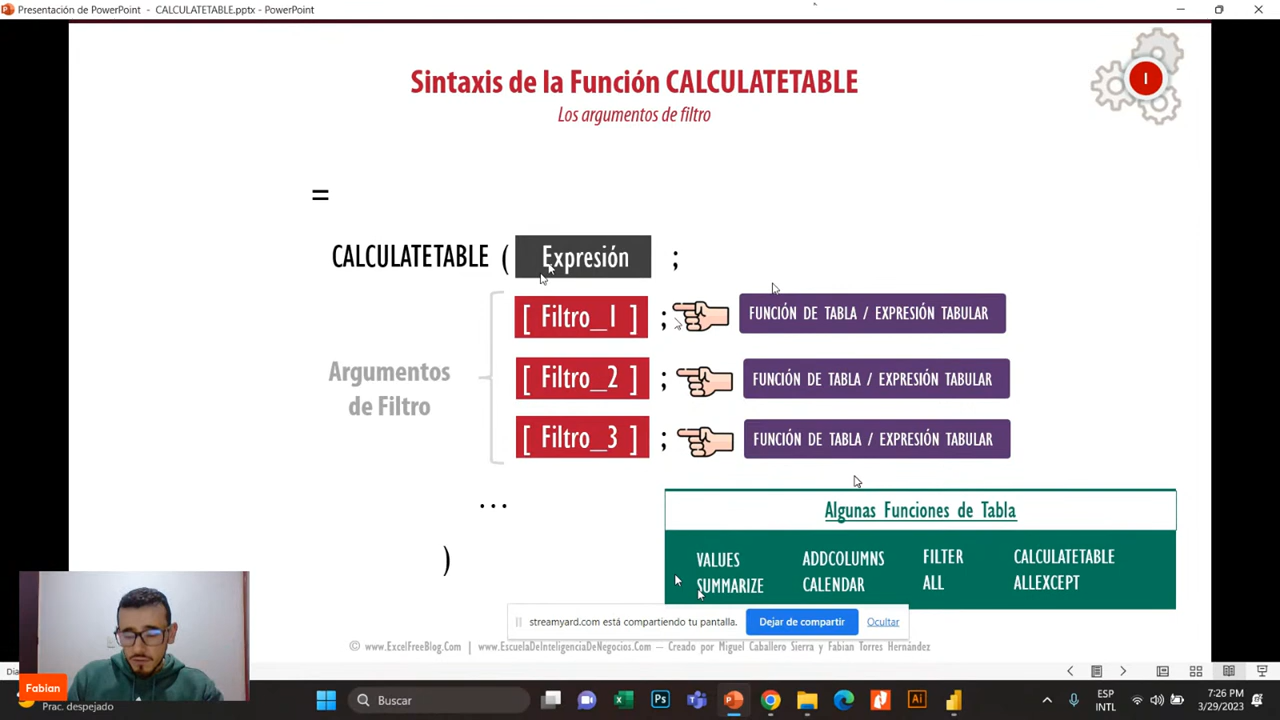 Presentación de PowerPoint - CALCULATETABLE.pptx - PowerPoint
Sintaxis de la Función CALCULATETABLE
I
Los argumentos de filtro
=
CALCULATETABLE ( Expresión ;
[ Filtro_1 ] ; FUNCIÓN DE TABLA / EXPRESIÓN TABULAR
Argumentos
de Filtro
[ Filtro_2 ] ; FUNCIÓN DE TABLA / EXPRESIÓN TABULAR
[ Filtro_3 ] ; FUNCIÓN DE TABLA / EXPRESIÓN TABULAR
...
)
Algunas Funciones de Tabla
VALUES ADDCOLUMNS FILTER CALCULATETABLE
SUMMARIZE CALENDAR ALL ALLEXCEPT
streamyard.com está compartiendo tu pantalla. Dejar de compartir Ocultar
© www.ExcelFreeBlog.Com | www.EscuelaDeInteligenciaDeNegocios.Com — Creado por Miguel Caballero Sierra y Fabian Torres Hernández
Fabian
Prac. despejado
Buscar
ESP
INTL
7:26 PM
3/29/2023